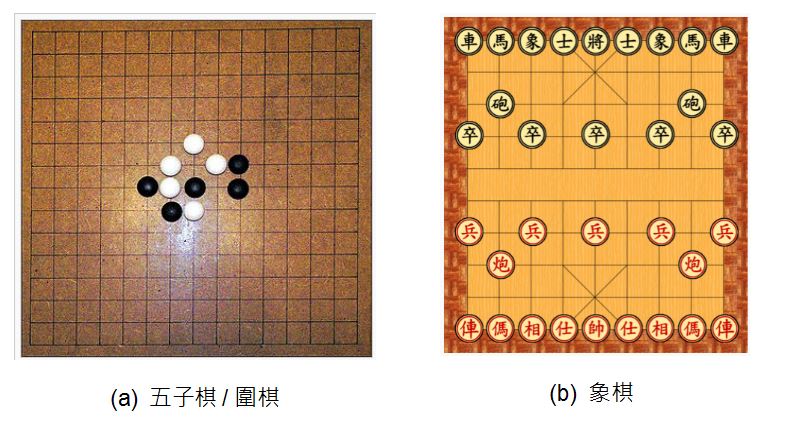 車馬象士將士象馬車
砲 砲
卒 卒 卒 卒 卒
兵 兵 兵 兵 兵
炮 炮
俥傌相仕帥仕相傌俥
(a) 五子棋 / 圍棋
(b) 象棋